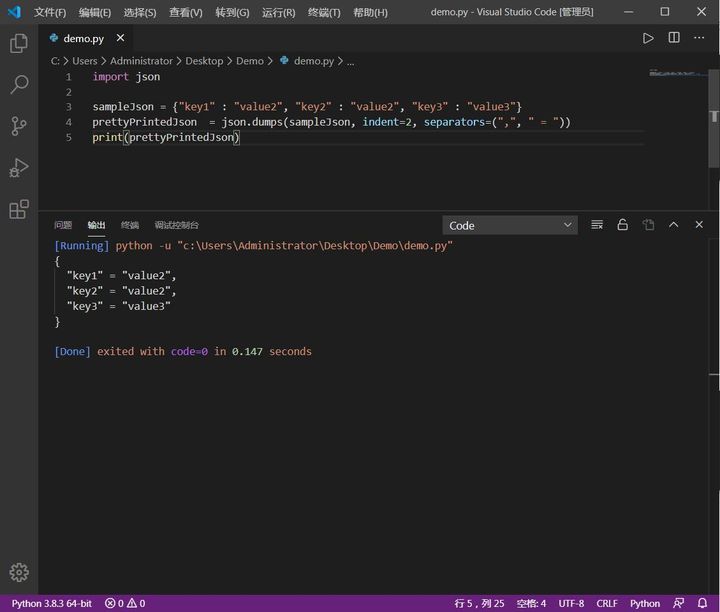 文件(F) 编辑(E) 选择(S) 查看(V) 转到(G) 运行(R) 终端(T) 帮助(H) demo.py - Visual Studio Code [管理员]
demo.py
C: > Users > Administrator > Desktop > Demo > demo.py > ...
1 import json
2
3 sampleJson = {"key1" : "value2", "key2" : "value2", "key3" : "value3"}
4 prettyPrintedJson  = json.dumps(sampleJson, indent=2, separators=(",", " = "))
5 print(prettyPrintedJson)
问题 输出 终端 调试控制台 Code
[Running] python -u "c:\Users\Administrator\Desktop\Demo\demo.py"
{
  "key1" = "value2",
  "key2" = "value2",
  "key3" = "value3"
}
[Done] exited with code=0 in 0.147 seconds
Python 3.8.3 64-bit 0 0 行 5，列 25 空格: 4 UTF-8 CRLF Python